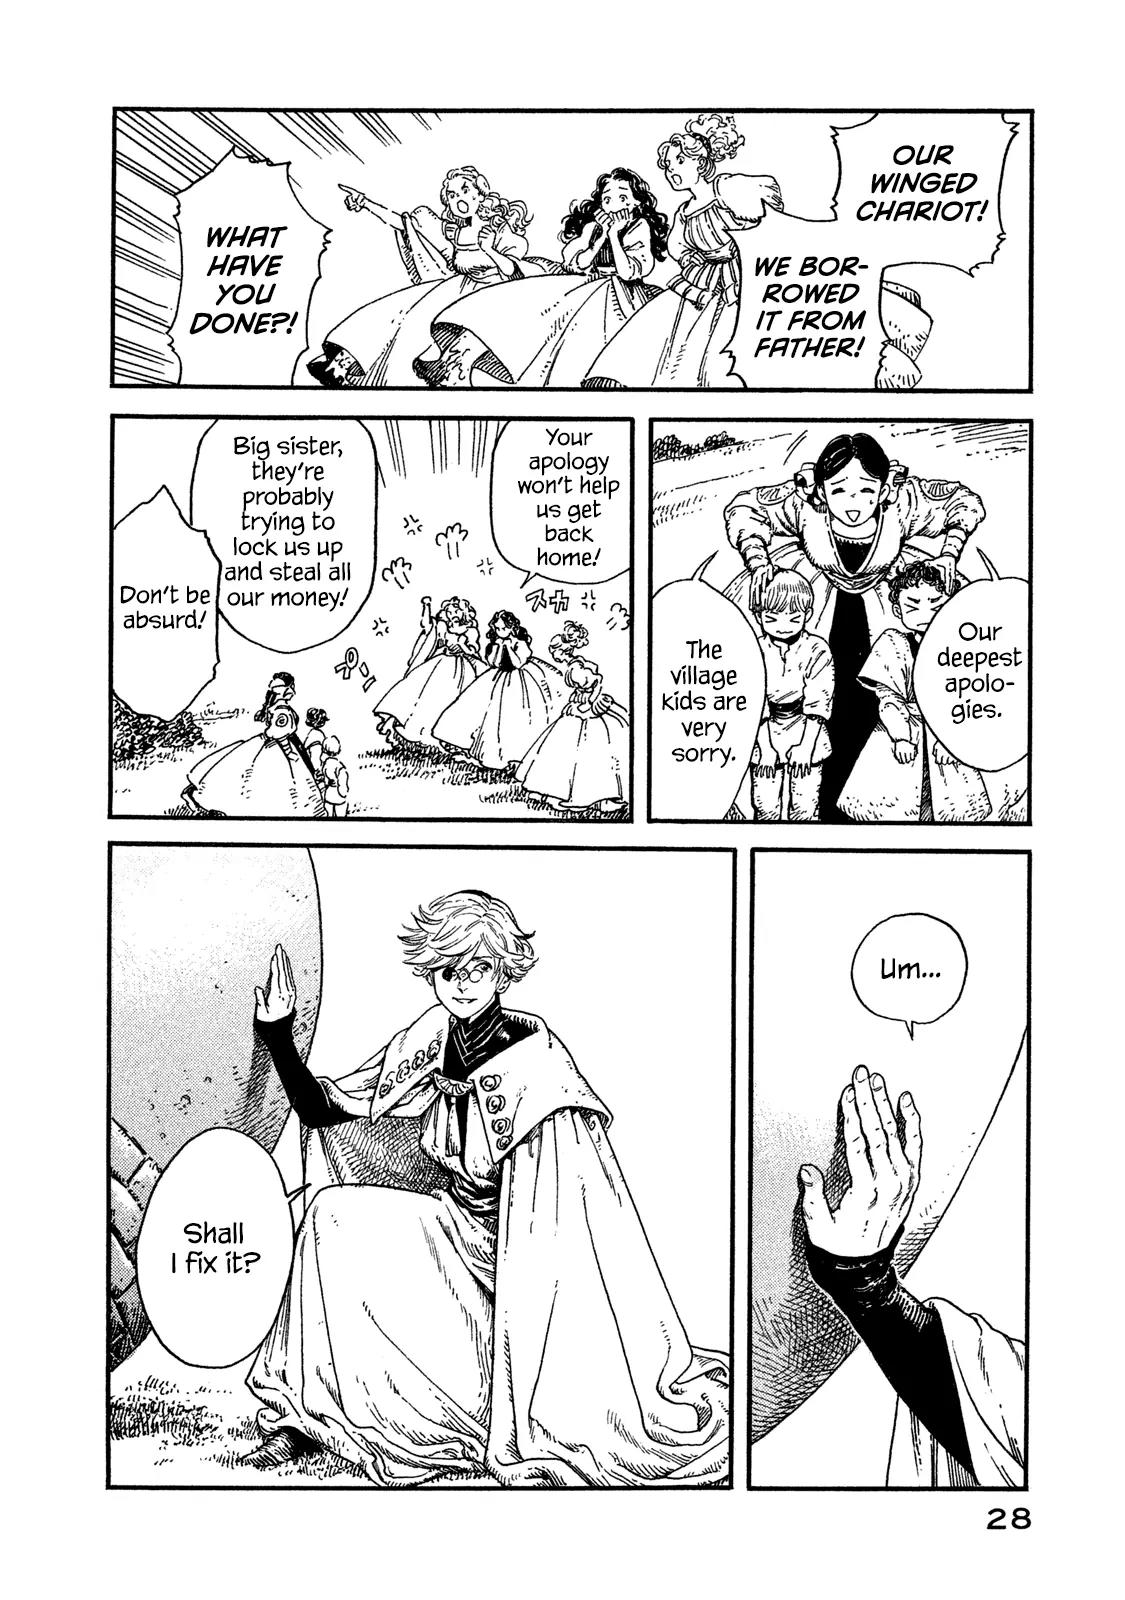 OUR
WINGED
CHARIOT!
WE BOR-
ROWED
IT FROM
FATHER!
WHAT
HAVE
YOU
DONE?!
Our
deepest
apolo-
gies.
The
village
kids are
very
sorry.
Your
apology
won't help
us get
back
home!
スカ
Big sister,
they're
probably
trying to
lock us up
and steal all
our money!
Don't be
absurd!
Um...
Shall
I fix it?
28